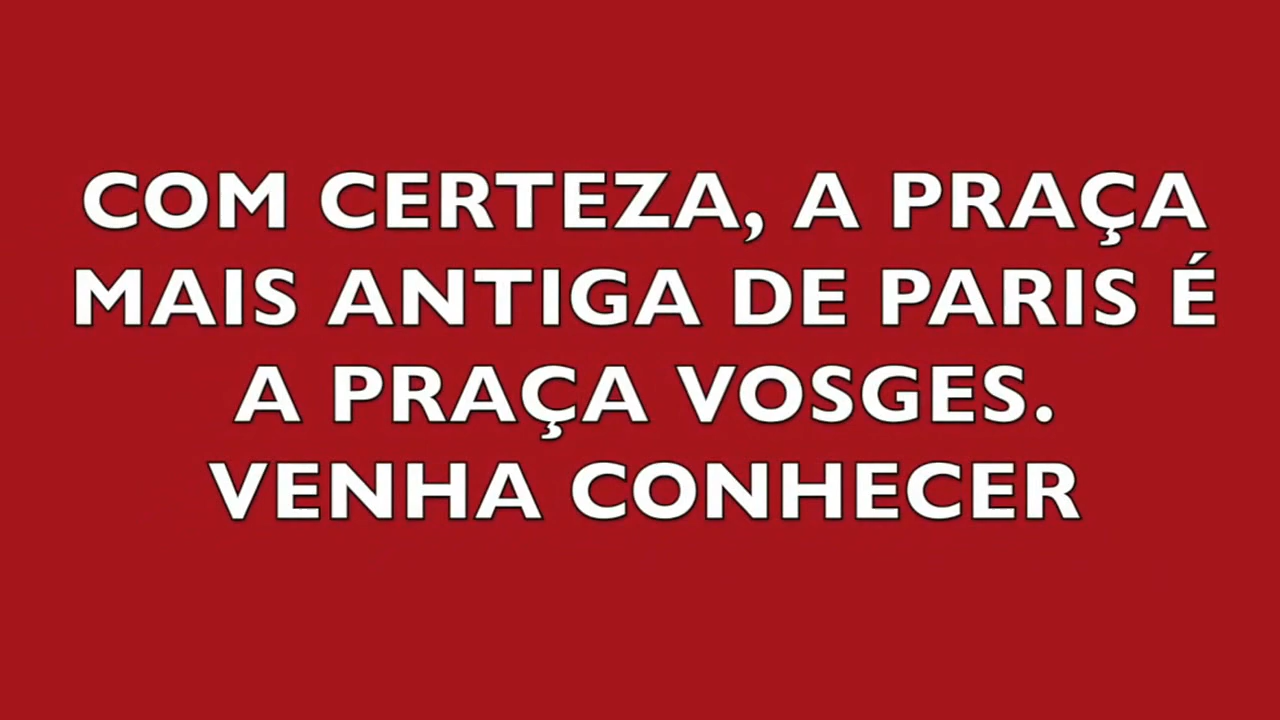 COM CERTEZA, A PRAÇA
MAIS ANTIGA DE PARIS É
A PRAÇA VOSGES.
VENHA CONHECER